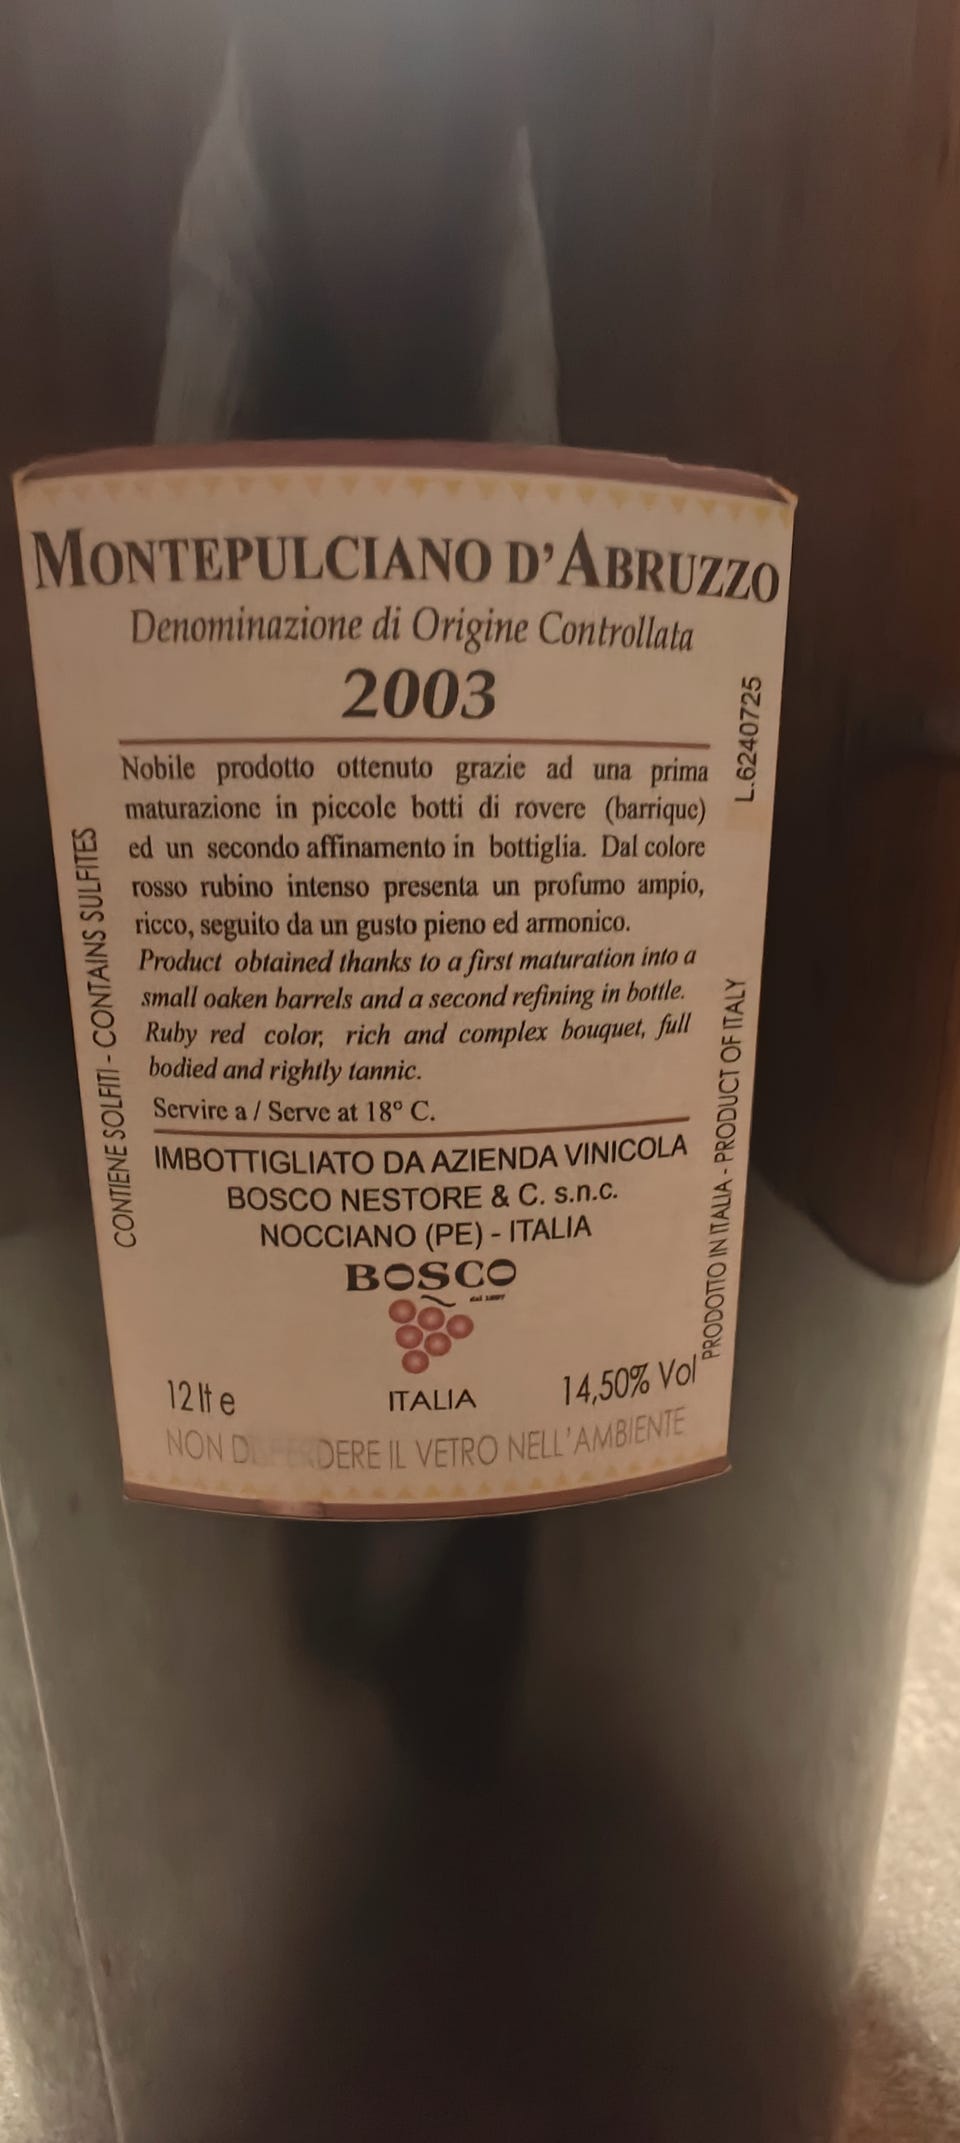 MONTEPULCIANO D'ABRUZZO
Denominazione di Origine Controllata
2003
Nobile prodotto ottenuto grazie ad una prima
maturazione in piccole botti di rovere (barrique)
ed un secondo affinamento in bottiglia. Dal colore
rosso rubino intenso presenta un profumo ampio,
ricco, seguito da un gusto pieno ed armonico.
Product obtained thanks to a first maturation into a
small oaken barrels and a second refining in bottle.
Ruby red color, rich and complex bouquet, full
bodied and rightly tannic.
Servire a / Serve at 18° C.
IMBOTTIGLIATO DA AZIENDA VINICOLA
BOSCO NESTORE & C. s.n.c.
NOCCIANO (PE) - ITALIA
BOSCO
dal 1897
12 lt e
ITALIA
14,50% Vol
NON DISPERDERE IL VETRO NELL'AMBIENTE
CONTIENE SOLFITI - CONTAINS SULFITES
L.6240725
PRODOTTO IN ITALIA - PRODUCT OF ITALY